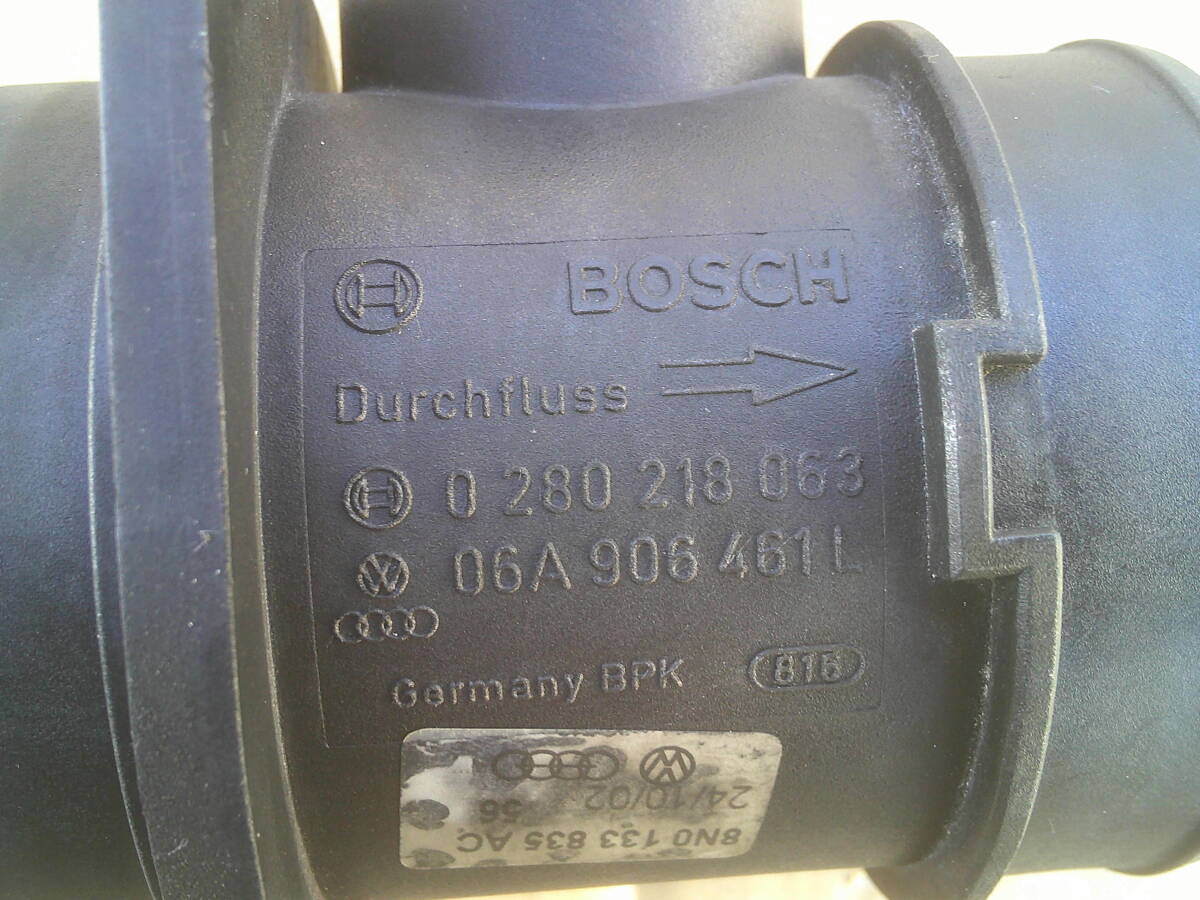 BOSCH
Durchfluss
0 280 218 063
06A 906 461 L
Germany BPK
816
8N0 133 835 AC
56
24/10/02